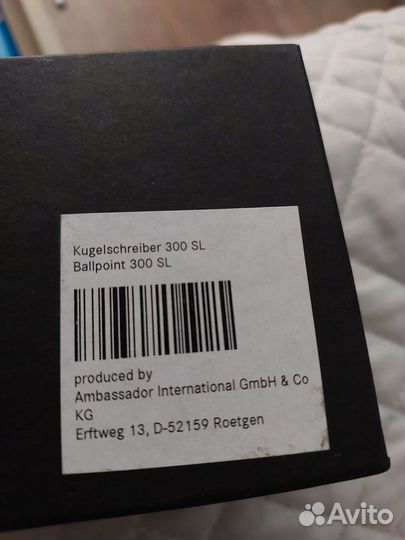 Kugelschreiber 300 SL
Ballpoint 300 SL
produced by
Ambassador International GmbH & Co
KG
Erftweg 13, D-52159 Roetgen
Avito